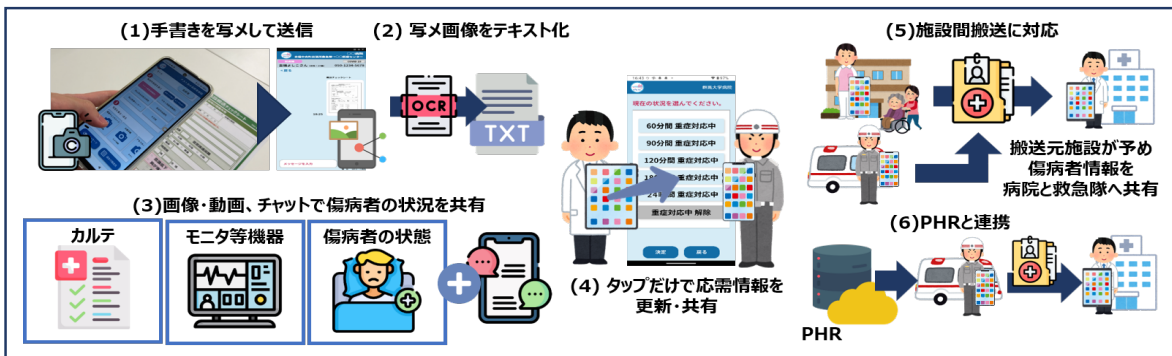 (1)手書きを写メして送信
(2) 写メ画像をテキスト化
OCR
TXT
(3)画像・動画、チャットで傷病者の状況を共有
カルテ
モニタ等機器
傷病者の状態
現在の状況を選んでください。
60分間 重症対応中
90分間 重症対応中
120分間 重症対応中
重症対応中 解除
決定
戻る
(4) タップだけで応需情報を
更新・共有
(5)施設間搬送に対応
搬送元施設が予め
傷病者情報を
病院と救急隊へ共有
(6)PHRと連携
PHR